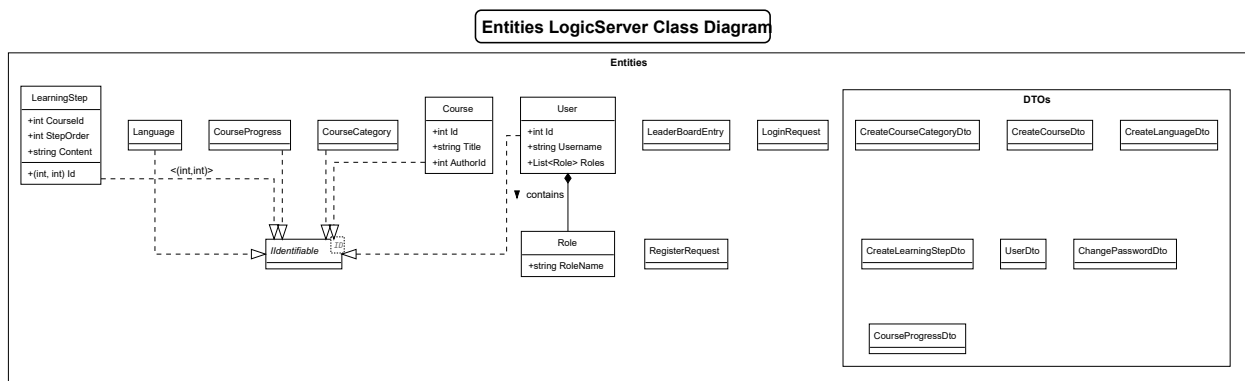 Entities LogicServer Class Diagram
Entities
LearningStep
+int CourseId
+int StepOrder
+string Content
+(int, int) Id
Language
CourseProgress
CourseCategory
Course
+int Id
+string Title
+int AuthorId
User
+int Id
+string Username
+List<Role> Roles
LeaderBoardEntry
LoginRequest
<(int,int)>
contains
IIdentifiable
ID
Role
+string RoleName
RegisterRequest
DTOs
CreateCourseCategoryDto
CreateCourseDto
CreateLanguageDto
CreateLearningStepDto
UserDto
ChangePasswordDto
CourseProgressDto